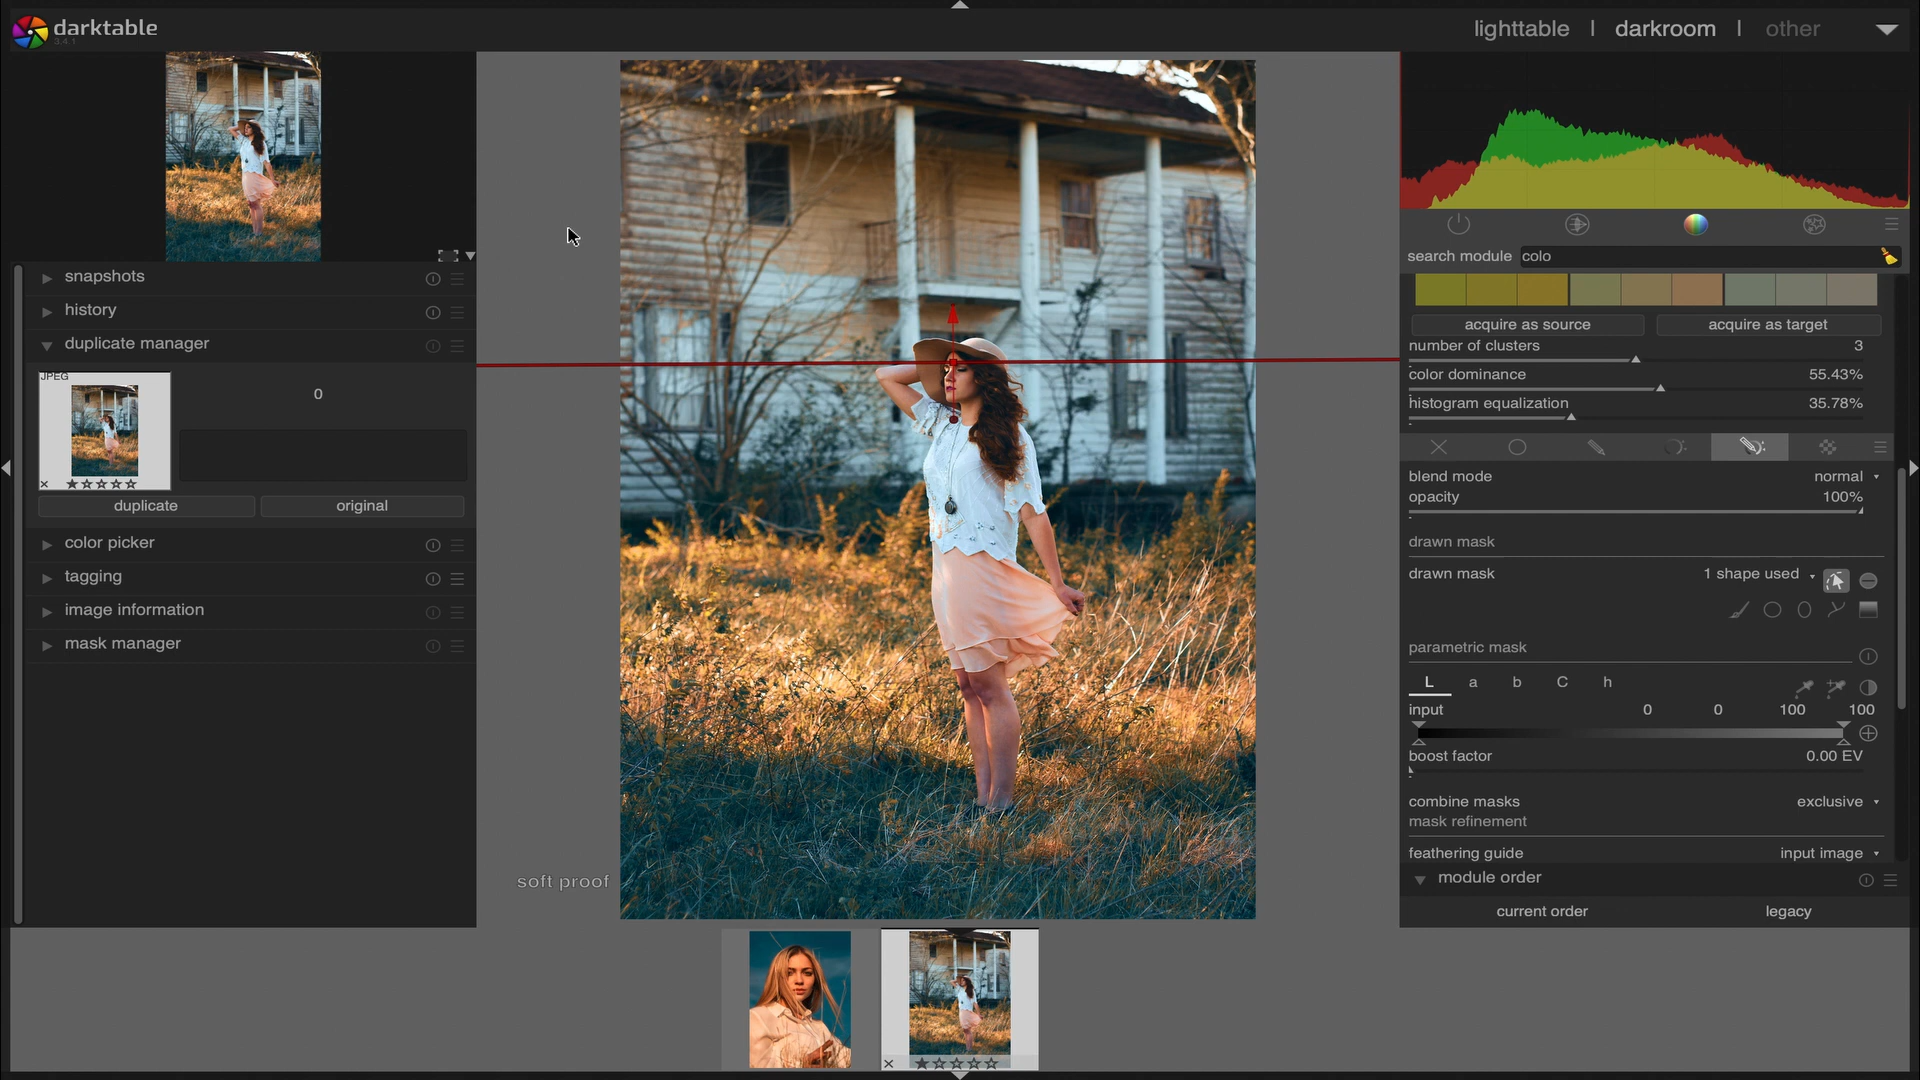 darktable
3.4.1
lighttable | darkroom | other
snapshots
history
duplicate manager
JPEG
0
duplicate
original
color picker
tagging
image information
mask manager
soft proof
search module colo
acquire as source
acquire as target
number of clusters 3
color dominance 55.43%
histogram equalization 35.78%
blend mode normal
opacity 100%
drawn mask
drawn mask 1 shape used
parametric mask
L a b C h
input 0 0 100 100
boost factor 0.00 EV
combine masks exclusive
mask refinement
feathering guide input image
module order
current order legacy